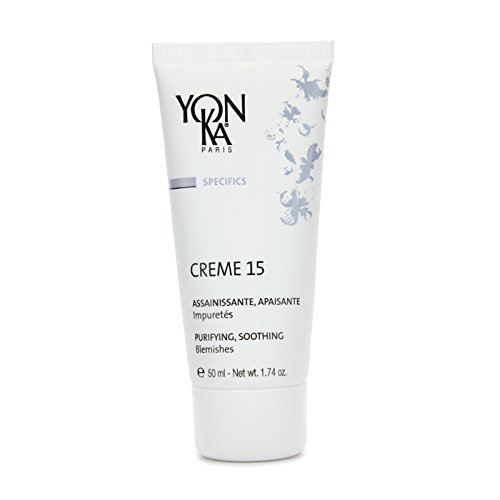 YON
KA®
PARIS
SPECIFICS
CREME 15
ASSAINISSANTE, APAISANTE
Impuretés
PURIFYING, SOOTHING
Blemishes
℮ 50 ml - Net wt. 1.74 oz.